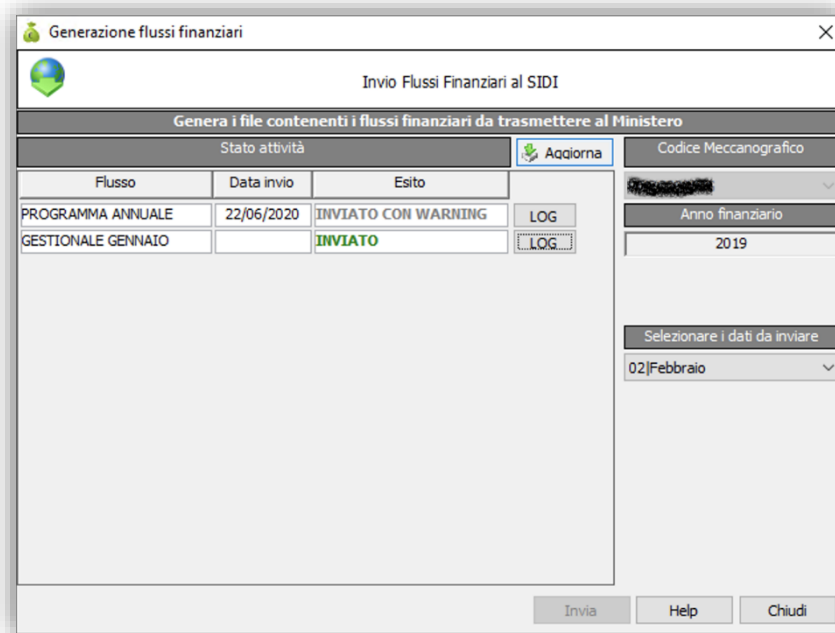 Generazione flussi finanziari
Invio Flussi Finanziari al SIDI
Genera i file contenenti i flussi finanziari da trasmettere al Ministero
Stato attività
Aggiorna
Codice Meccanografico
Flusso Data invio Esito
PROGRAMMA ANNUALE 22/06/2020 INVIATO CON WARNING LOG
GESTIONALE GENNAIO INVIATO LOG
Anno finanziario
2019
Selezionare i dati da inviare
02|Febbraio
Invia Help Chiudi